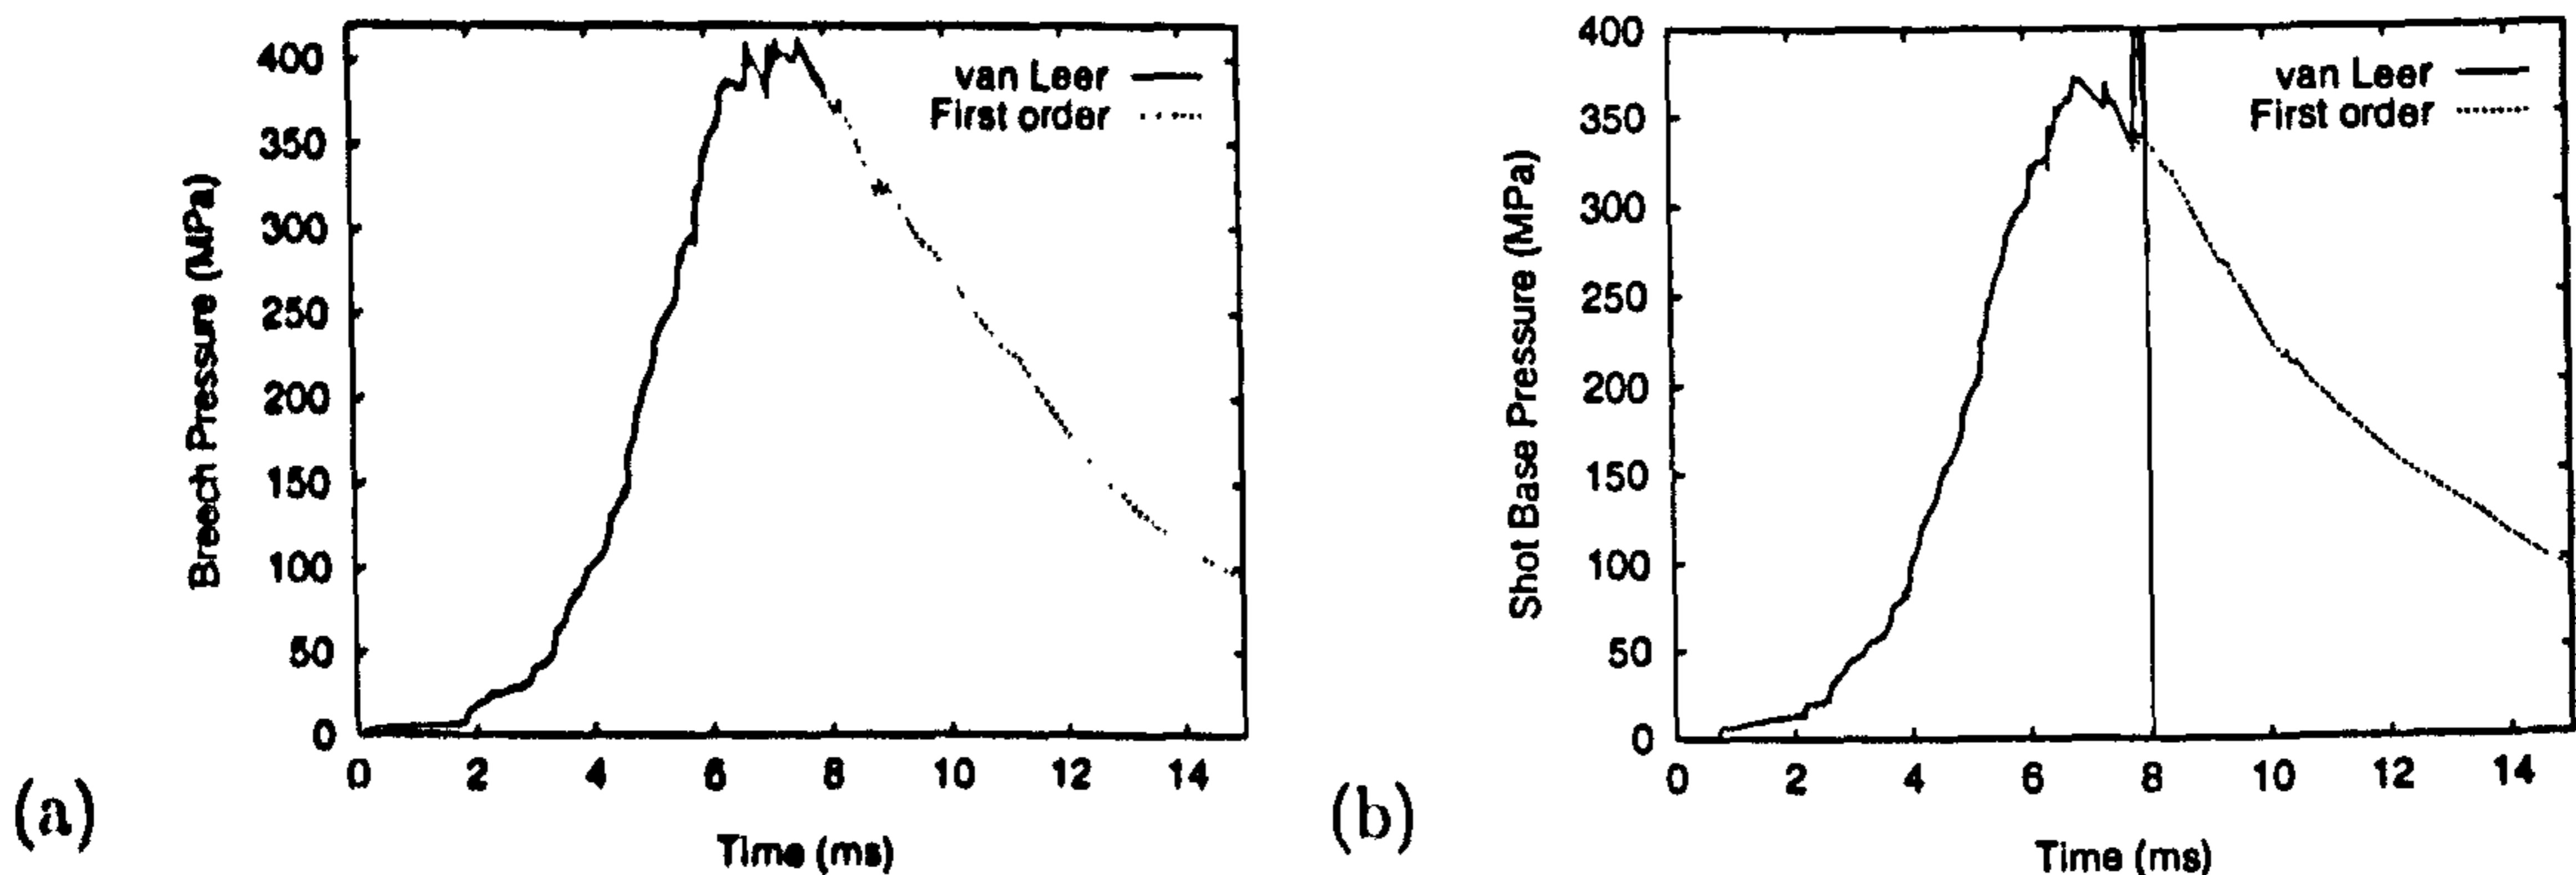 400
350
300
250
200
150
100
50
0
Breech Pressure (MPa)
van Leer
First order
0 2 4 6 8 10 12 14
Time (ms)
(a)
400
350
300
250
200
150
100
50
0
Shot Base Pressure (MPa)
van Leer
First order
0 2 4 6 8 10 12 14
Time (ms)
(b)